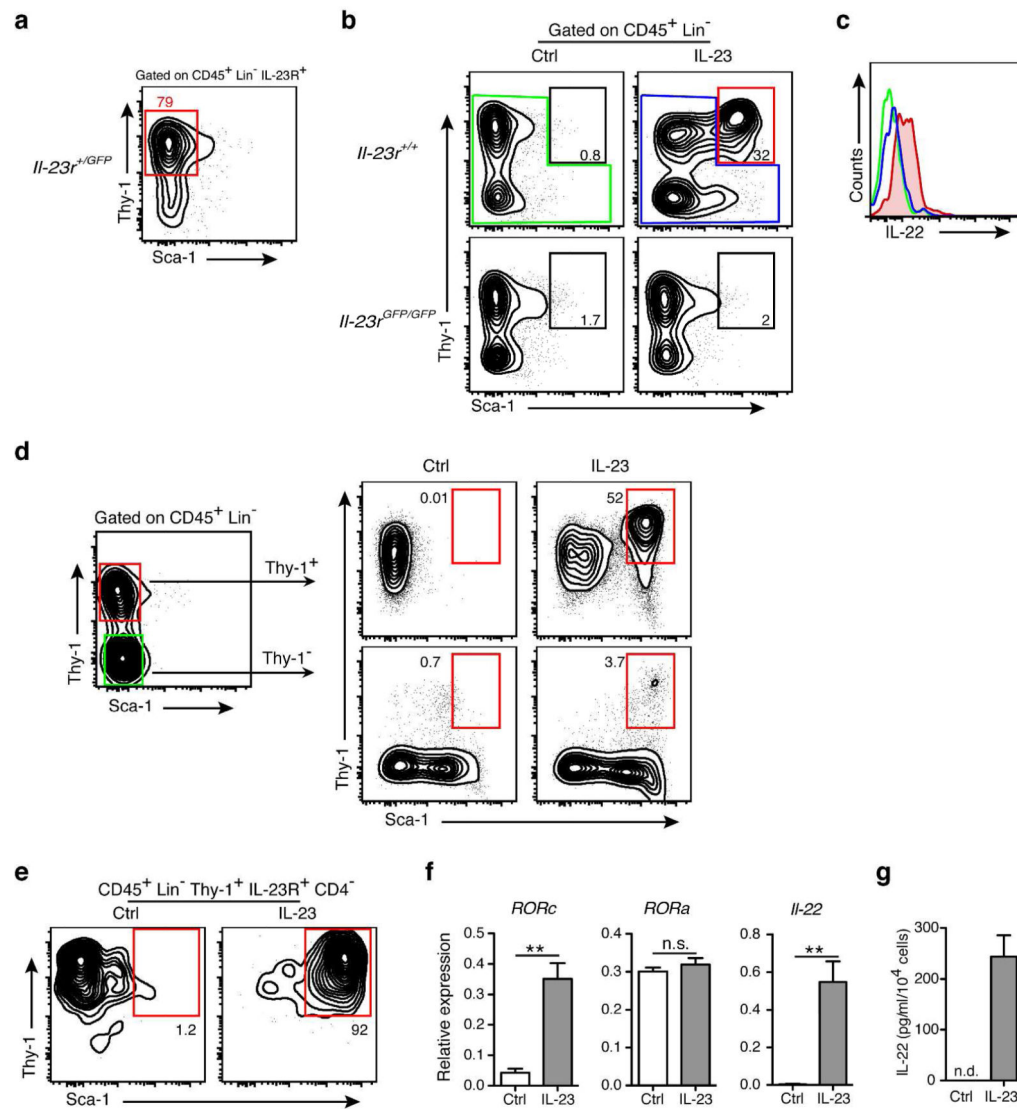 a
Gated on CD45+ Lin- IL-23R+
79
Il-23r+/GFP
Thy-1
Sca-1
b
Gated on CD45+ Lin-
Ctrl IL-23
Il-23r+/+
0.8
32
Il-23rGFP/GFP
1.7
2
Thy-1
Sca-1
c
Counts
IL-22
d
Gated on CD45+ Lin-
Thy-1
Sca-1
Thy-1+
Thy-1-
Ctrl IL-23
0.01
52
0.7
3.7
Thy-1
Sca-1
e
CD45+ Lin- Thy-1+ IL-23R+ CD4-
Ctrl IL-23
1.2
92
Thy-1
Sca-1
f
RORc
Relative expression
0.5
0.4
0.3
0.2
0.1
0.0
**
Ctrl IL-23
RORa
0.5
0.4
0.3
0.2
0.1
0.0
n.s.
Ctrl IL-23
Il-22
0.8
0.6
0.4
0.2
0.0
**
Ctrl IL-23
g
IL-22 (pg/ml/104 cells)
300
200
100
0
n.d.
Ctrl IL-23